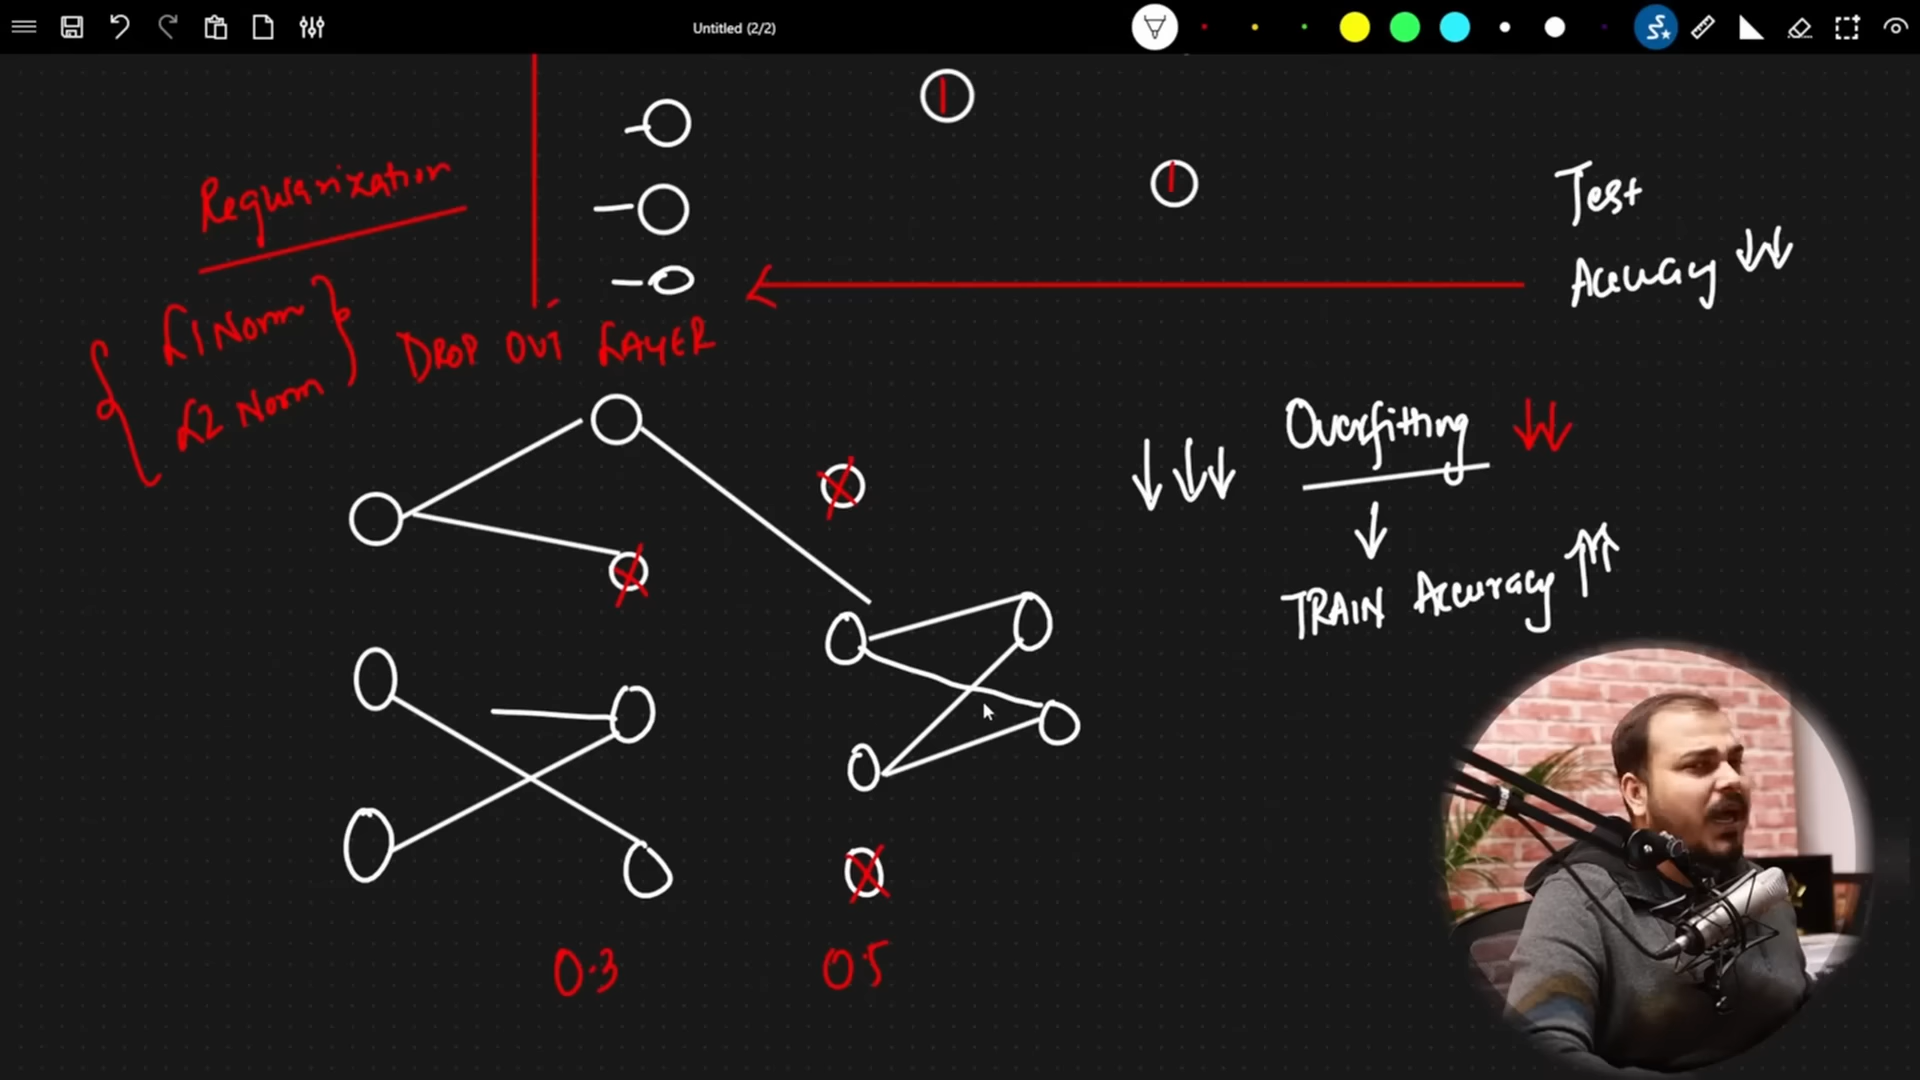 Untitled (2/2)
Regularization
L1 Norm
L2 Norm
DROP OUT LAYER
Test
Accuracy
Overfitting
TRAIN Accuracy
0.3
0.5